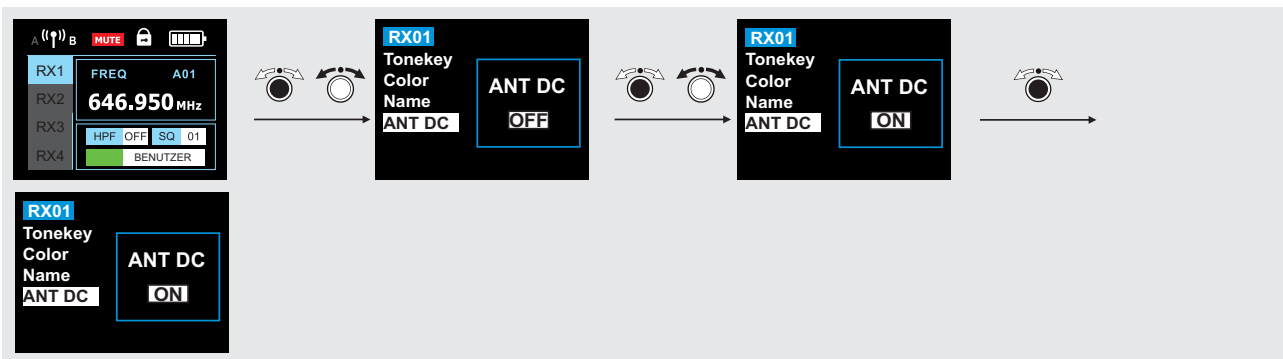 A B MUTE
RX1
RX2
RX3
RX4
FREQ A01
646.950 MHz
HPF OFF SQ 01
BENUTZER
RX01
Tonekey
Color
Name
ANT DC
ANT DC
OFF
RX01
Tonekey
Color
Name
ANT DC
ANT DC
ON
RX01
Tonekey
Color
Name
ANT DC
ANT DC
ON